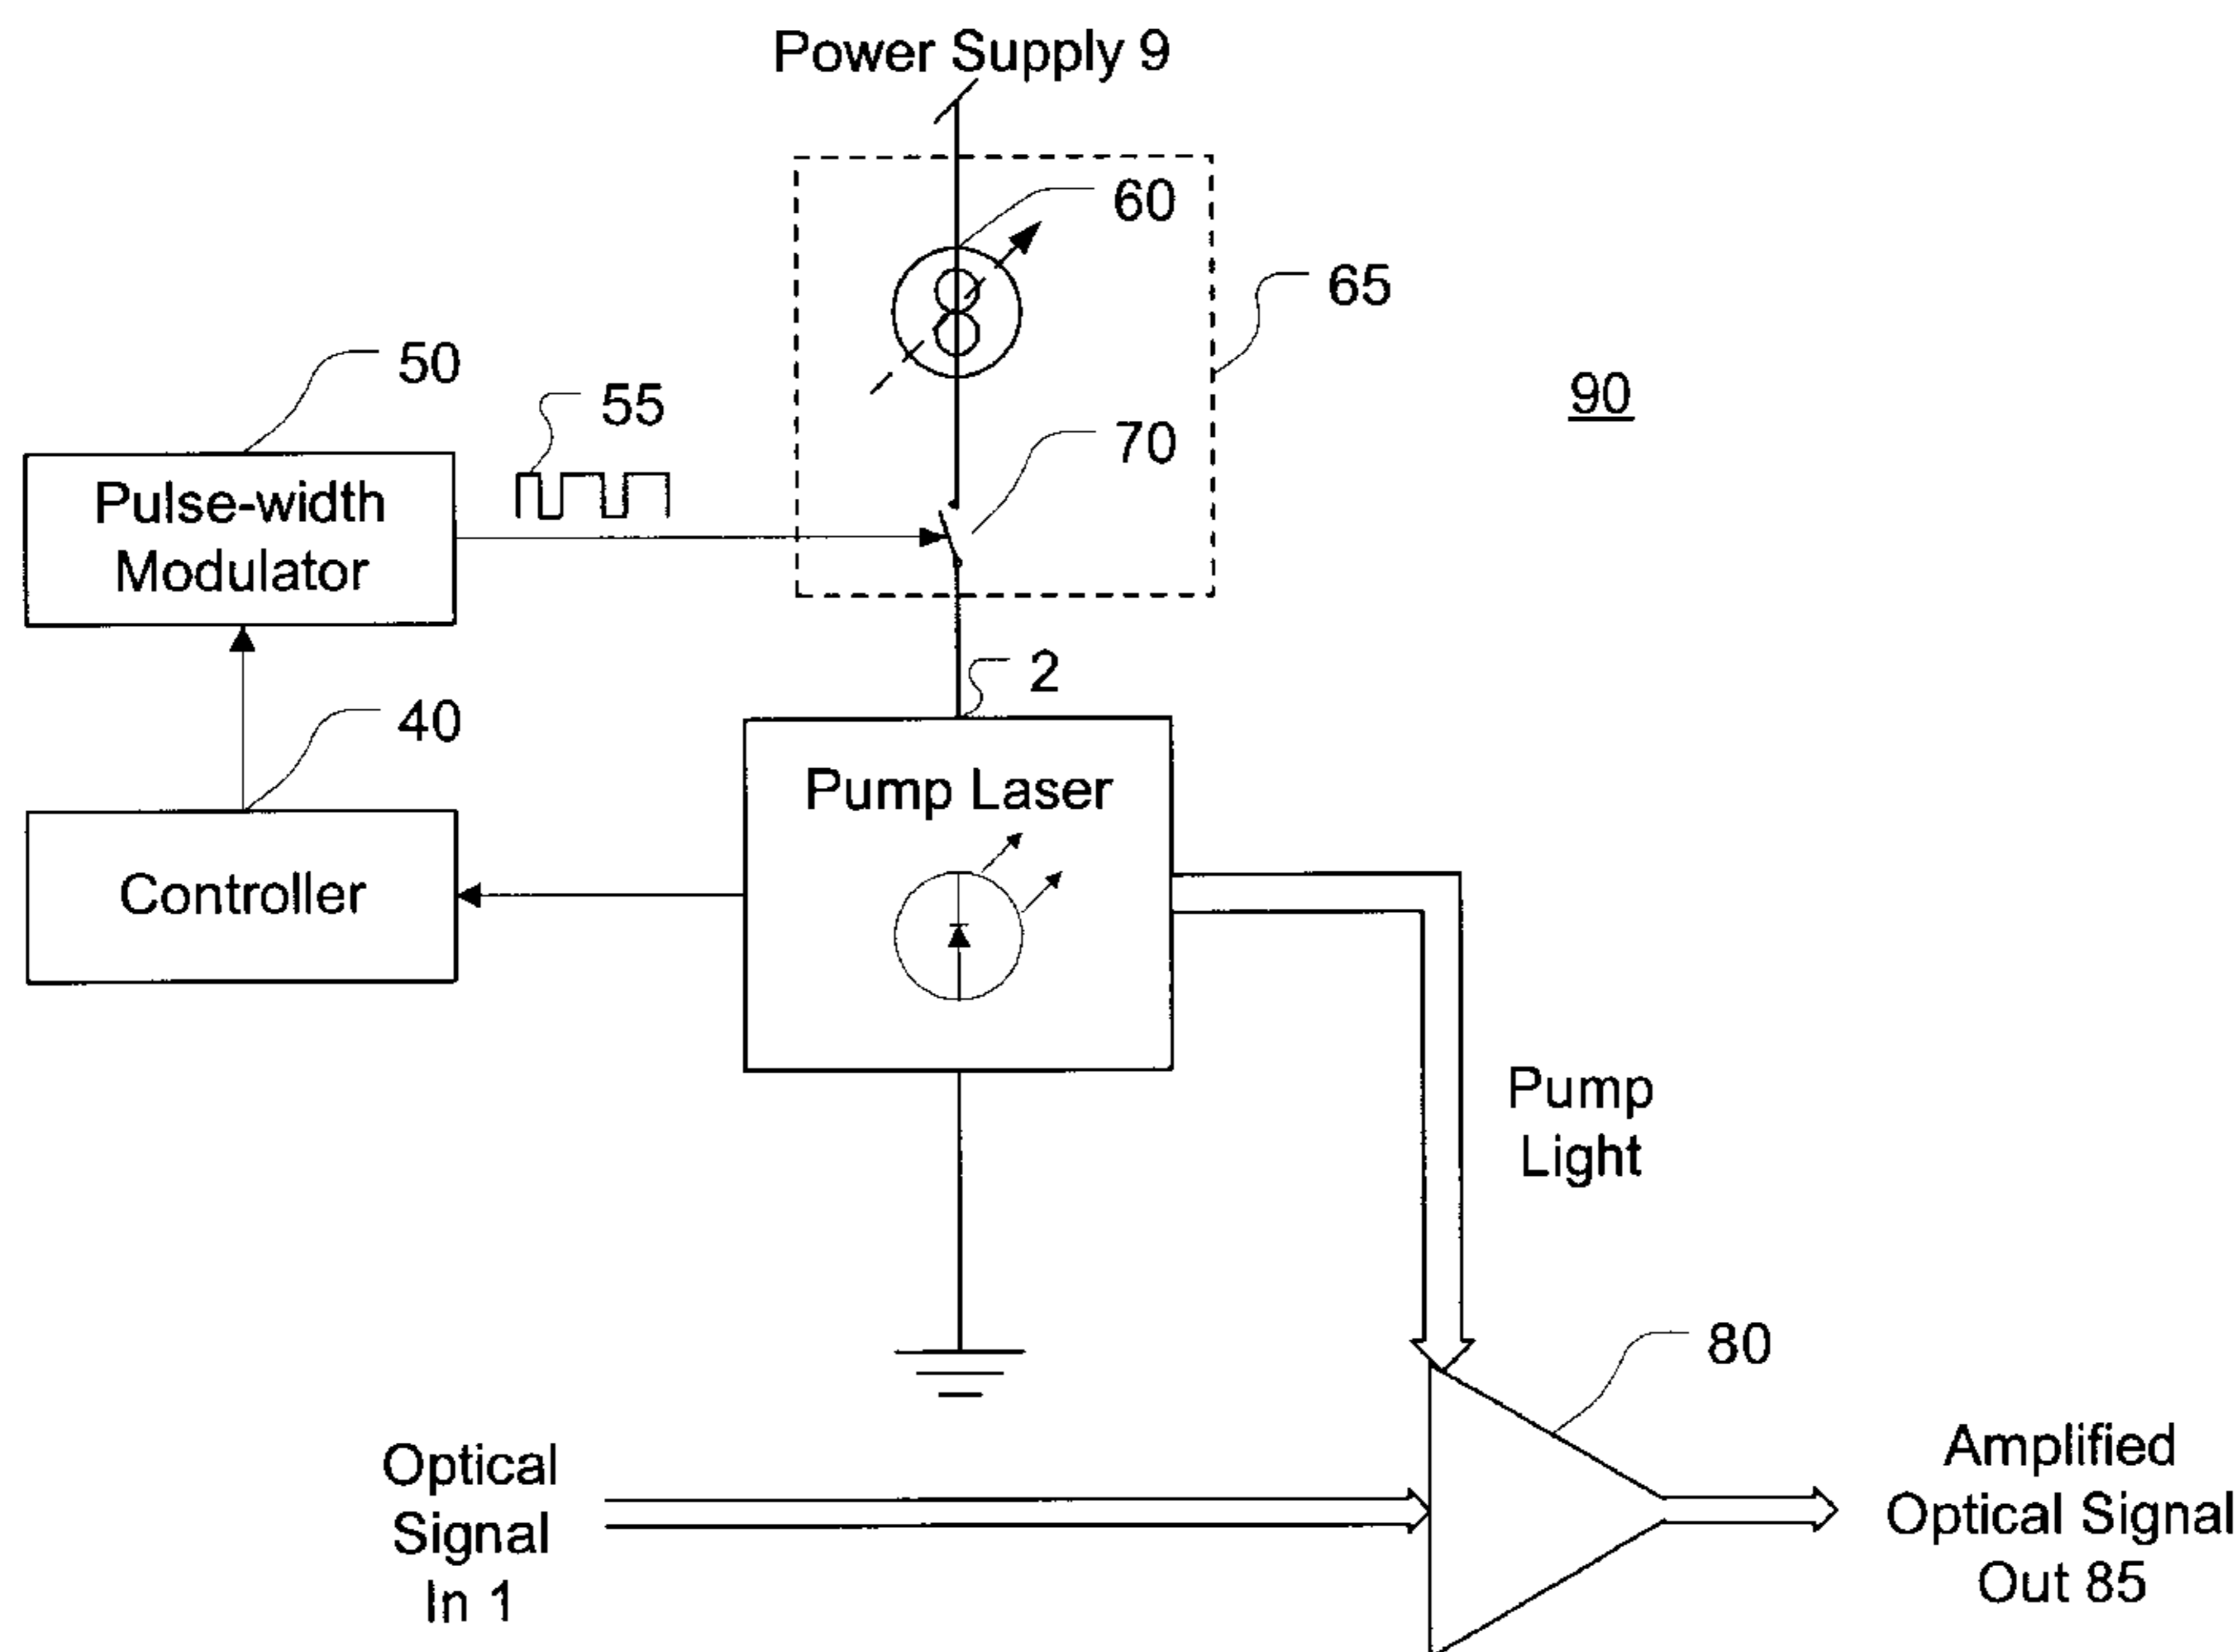 Power Supply 9
60
65
50
55
90
70
Pulse-width
Modulator
2
40
Pump Laser
Controller
Pump
Light
80
Optical
Signal
In 1
Amplified
Optical Signal
Out 85